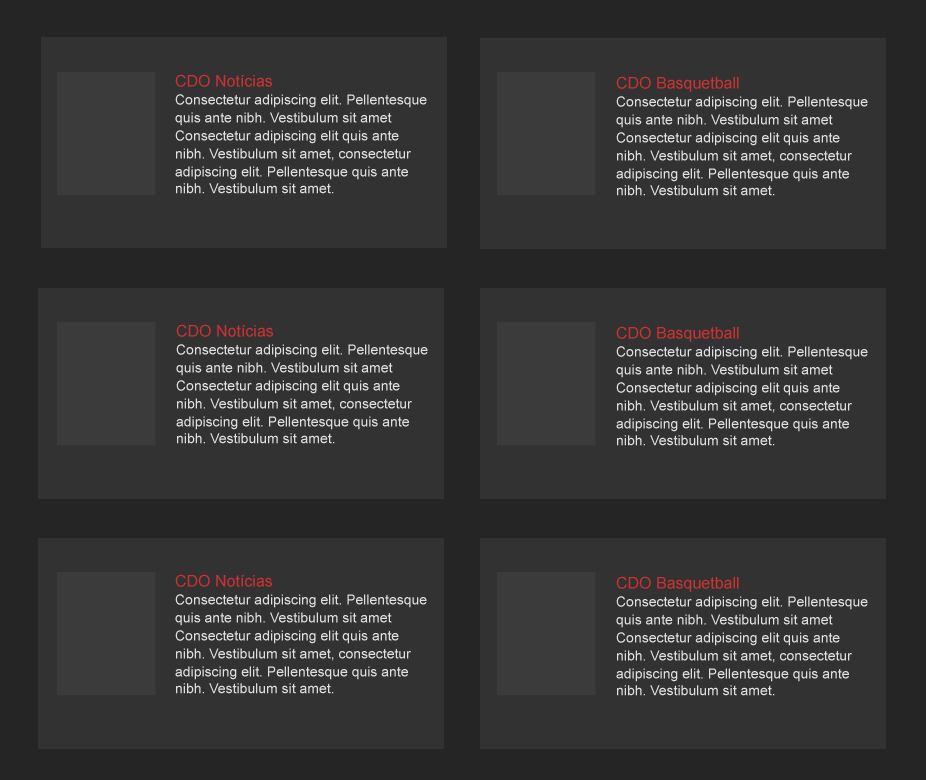 CDO Notícias
Consectetur adipiscing elit. Pellentesque
quis ante nibh. Vestibulum sit amet
Consectetur adipiscing elit quis ante
nibh. Vestibulum sit amet, consectetur
adipiscing elit. Pellentesque quis ante
nibh. Vestibulum sit amet.
CDO Basquetball
Consectetur adipiscing elit. Pellentesque
quis ante nibh. Vestibulum sit amet
Consectetur adipiscing elit quis ante
nibh. Vestibulum sit amet, consectetur
adipiscing elit. Pellentesque quis ante
nibh. Vestibulum sit amet.
CDO Notícias
Consectetur adipiscing elit. Pellentesque
quis ante nibh. Vestibulum sit amet
Consectetur adipiscing elit quis ante
nibh. Vestibulum sit amet, consectetur
adipiscing elit. Pellentesque quis ante
nibh. Vestibulum sit amet.
CDO Basquetball
Consectetur adipiscing elit. Pellentesque
quis ante nibh. Vestibulum sit amet
Consectetur adipiscing elit quis ante
nibh. Vestibulum sit amet, consectetur
adipiscing elit. Pellentesque quis ante
nibh. Vestibulum sit amet.
CDO Notícias
Consectetur adipiscing elit. Pellentesque
quis ante nibh. Vestibulum sit amet
Consectetur adipiscing elit quis ante
nibh. Vestibulum sit amet, consectetur
adipiscing elit. Pellentesque quis ante
nibh. Vestibulum sit amet.
CDO Basquetball
Consectetur adipiscing elit. Pellentesque
quis ante nibh. Vestibulum sit amet
Consectetur adipiscing elit quis ante
nibh. Vestibulum sit amet, consectetur
adipiscing elit. Pellentesque quis ante
nibh. Vestibulum sit amet.